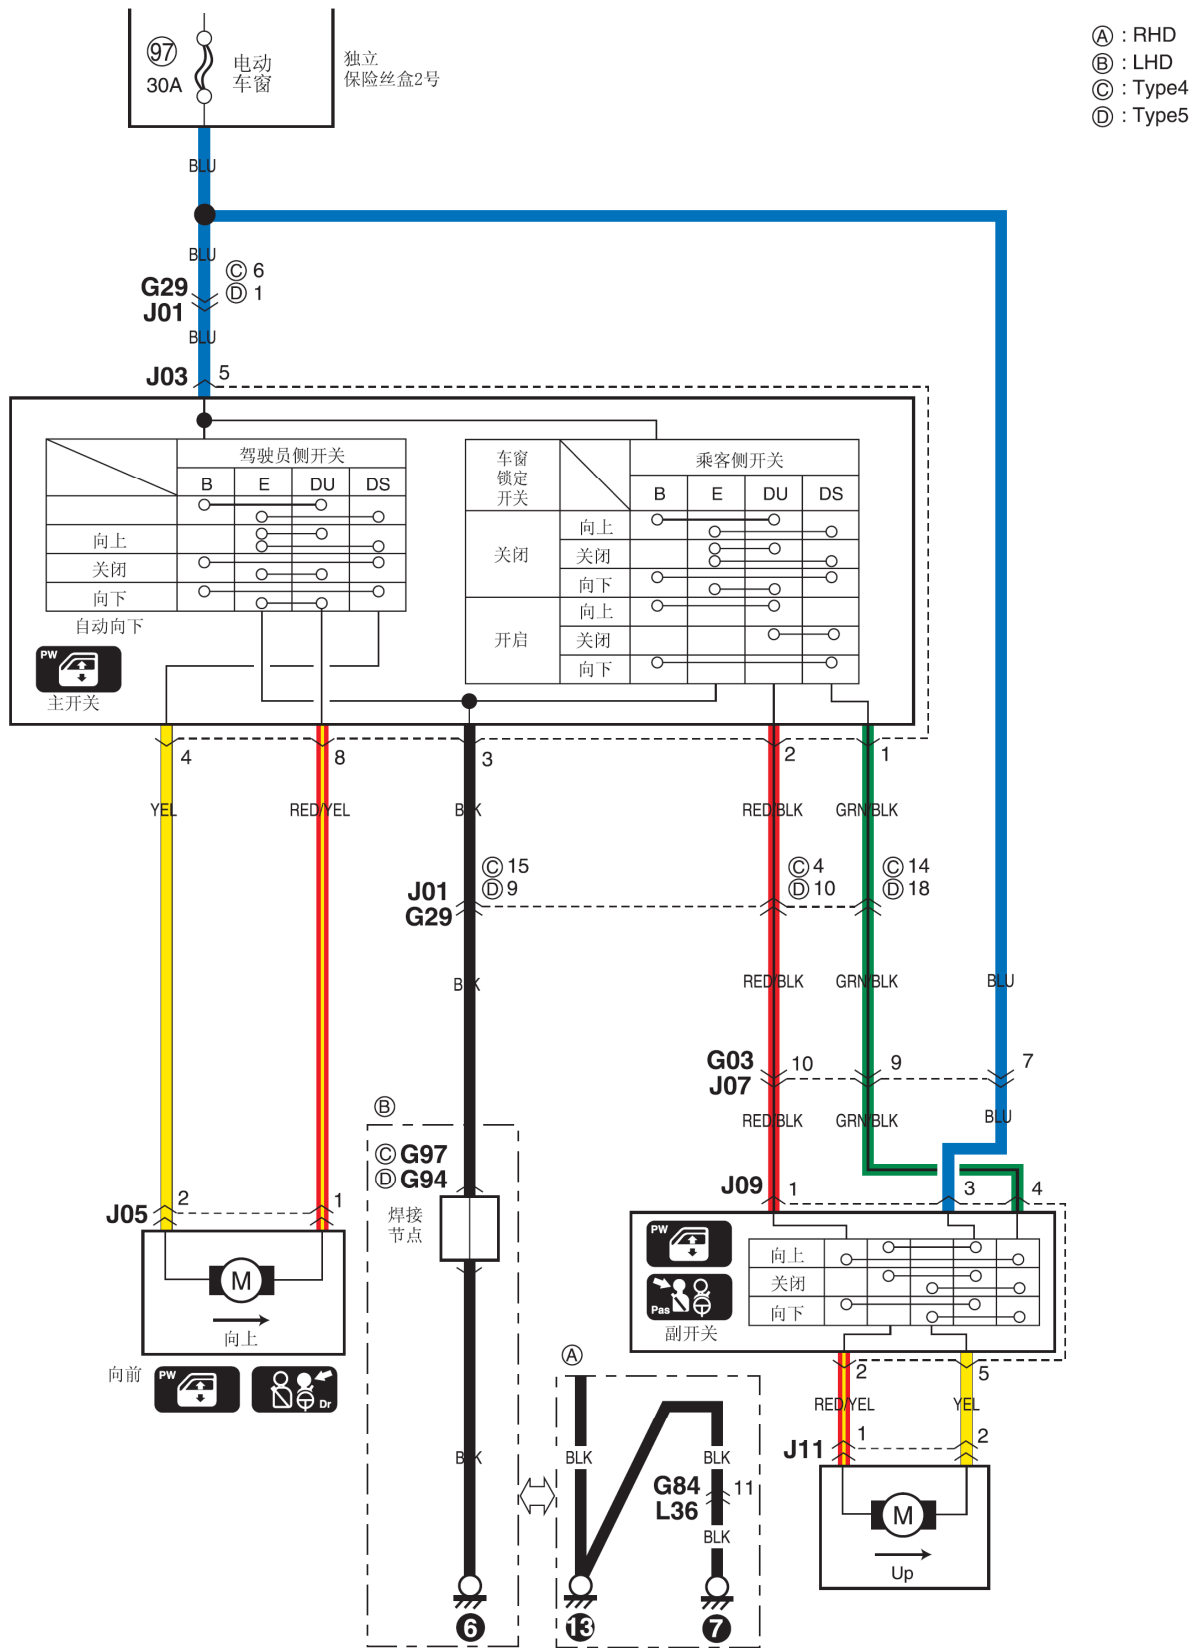 97
30A
电动
车窗
独立
保险丝盒2号
A : RHD
B : LHD
C : Type4
D : Type5
BLU
BLU
C 6
D 1
G29
J01
BLU
J03
5
驾驶员侧开关
B E DU DS
向上
关闭
向下
自动向下
PW
主开关
车窗
锁定
开关
乘客侧开关
B E DU DS
关闭
向上
关闭
向下
开启
向上
关闭
向下
4
8
3
2
1
YEL
RED/YEL
BLK
RED/BLK
GRN/BLK
C 15
D 9
C 4
D 10
C 14
D 18
J01
G29
BLK
RED/BLK
GRN/BLK
BLU
G03
J07
10
9
7
RED/BLK
GRN/BLK
BLU
B
C G97
D G94
焊接
节点
J05
2
1
M
向上
向前
PW
Dr
J09
1
3
4
PW
Pas
副开关
向上
关闭
向下
2
5
RED/YEL
YEL
J11
1
2
M
Up
A
BLK
BLK
BLK
G84
L36
11
BLK
6
13
7